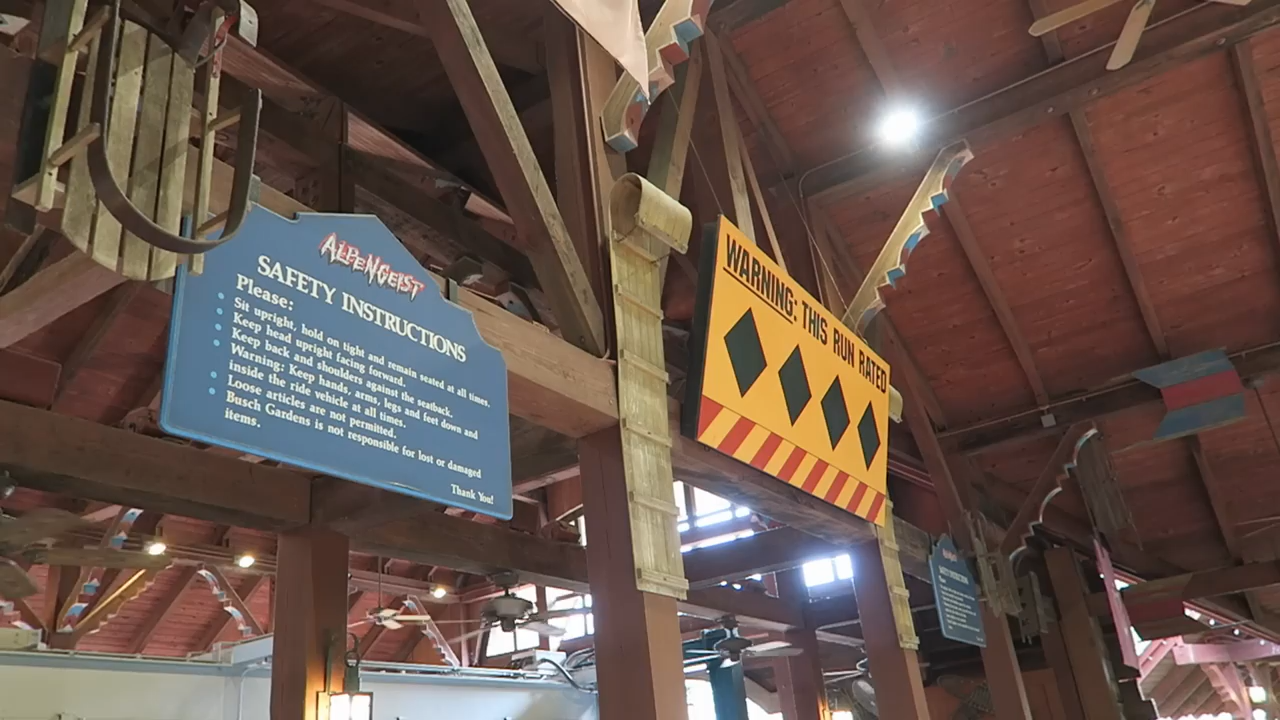 ALPENGEIST
SAFETY INSTRUCTIONS
Please:
Sit upright, hold on tight and remain seated at all times.
Keep head upright facing forward.
Keep back and shoulders against the seatback.
Warning: Keep hands, arms, legs and feet down and
inside the ride vehicle at all times.
Loose articles are not permitted.
Busch Gardens is not responsible for lost or damaged
items.
Thank You!
WARNING: THIS RUN RATED